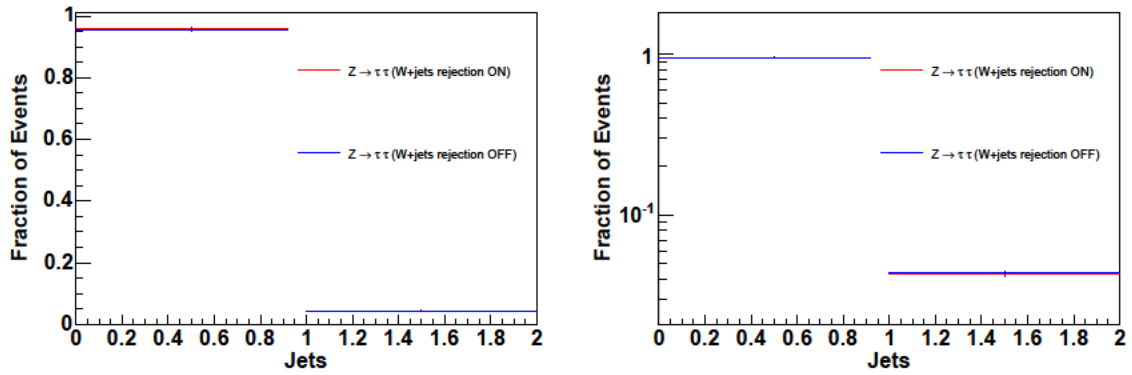 1
0.8
0.6
0.4
0.2
0
Fraction of Events
Z → τ τ (W+jets rejection ON)
Z → τ τ (W+jets rejection OFF)
0 0.2 0.4 0.6 0.8 1 1.2 1.4 1.6 1.8 2
Jets
1
10⁻¹
Fraction of Events
Z → τ τ (W+jets rejection ON)
Z → τ τ (W+jets rejection OFF)
0 0.2 0.4 0.6 0.8 1 1.2 1.4 1.6 1.8 2
Jets